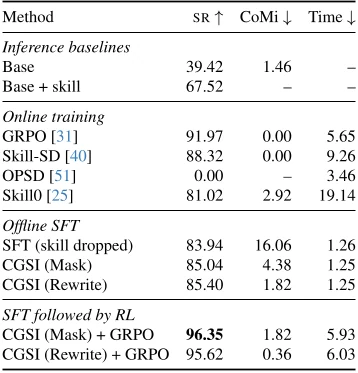 Method SR ↑ CoMi ↓ Time ↓
Inference baselines
Base 39.42 1.46 –
Base + skill 67.52 – –
Online training
GRPO [31] 91.97 0.00 5.65
Skill-SD [40] 88.32 0.00 9.26
OPSD [51] 0.00 – 3.46
Skill0 [25] 81.02 2.92 19.14
Offline SFT
SFT (skill dropped) 83.94 16.06 1.26
CGSI (Mask) 85.04 4.38 1.25
CGSI (Rewrite) 85.40 1.82 1.25
SFT followed by RL
CGSI (Mask) + GRPO 96.35 1.82 5.93
CGSI (Rewrite) + GRPO 95.62 0.36 6.03